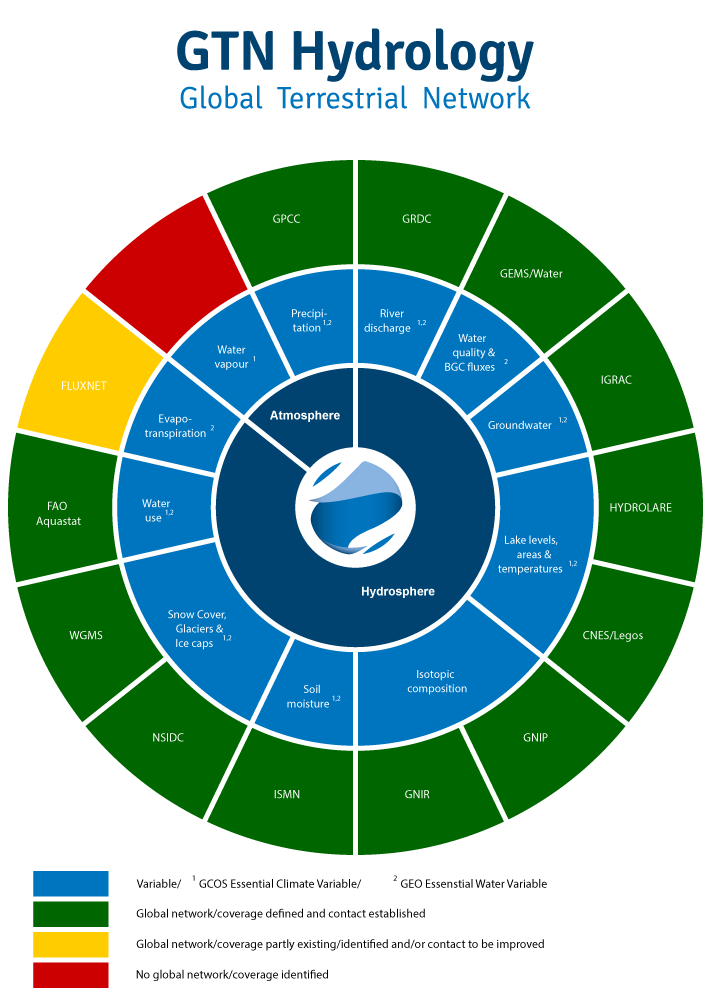 GTN Hydrology
Global Terrestrial Network
GPCC
GRDC
GEMS/Water
IGRAC
HYDROLARE
CNES/Legos
GNIP
GNIR
ISMN
NSIDC
WGMS
FAO
Aquastat
FLUXNET
Precipi-
tation 1,2
River
discharge 1,2
Water
quality &
BGC fluxes 2
Groundwater 1,2
Lake levels,
areas &
temperatures 1,2
Isotopic
composition
Soil
moisture 1,2
Snow Cover,
Glaciers &
Ice caps 1,2
Water
use 1,2
Evapo-
transpiration 2
Water
vapour 1
Atmosphere
Hydrosphere
Variable/ 1 GCOS Essential Climate Variable/ 2 GEO Essenstial Water Variable
Global network/coverage defined and contact established
Global network/coverage partly existing/identified and/or contact to be improved
No global network/coverage identified